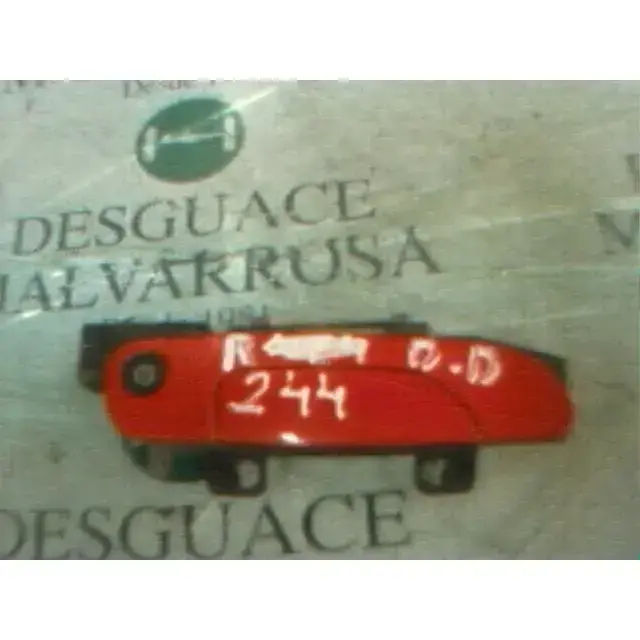 DESGUACE
MALVARRUSA
R D.D
244
DESGUACE